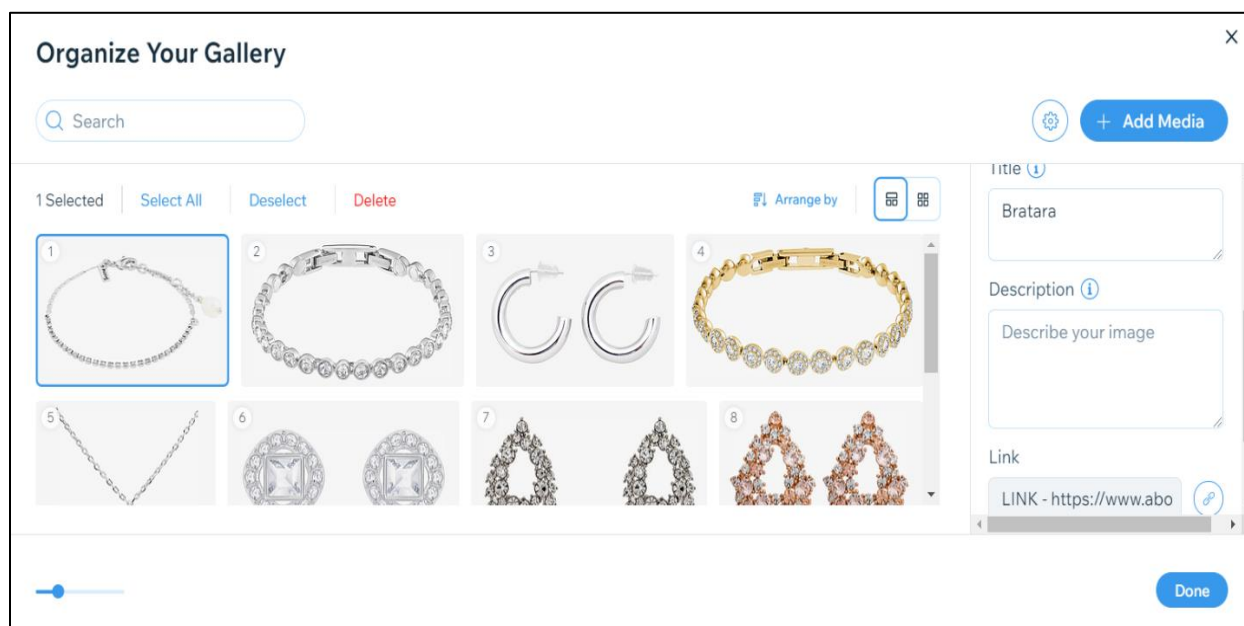 Organize Your Gallery
X
Search
+ Add Media
1 Selected
Select All
Deselect
Delete
Arrange by
1
2
3
4
5
6
7
8
Title i
Bratara
Description i
Describe your image
Link
LINK - https://www.abo
Done